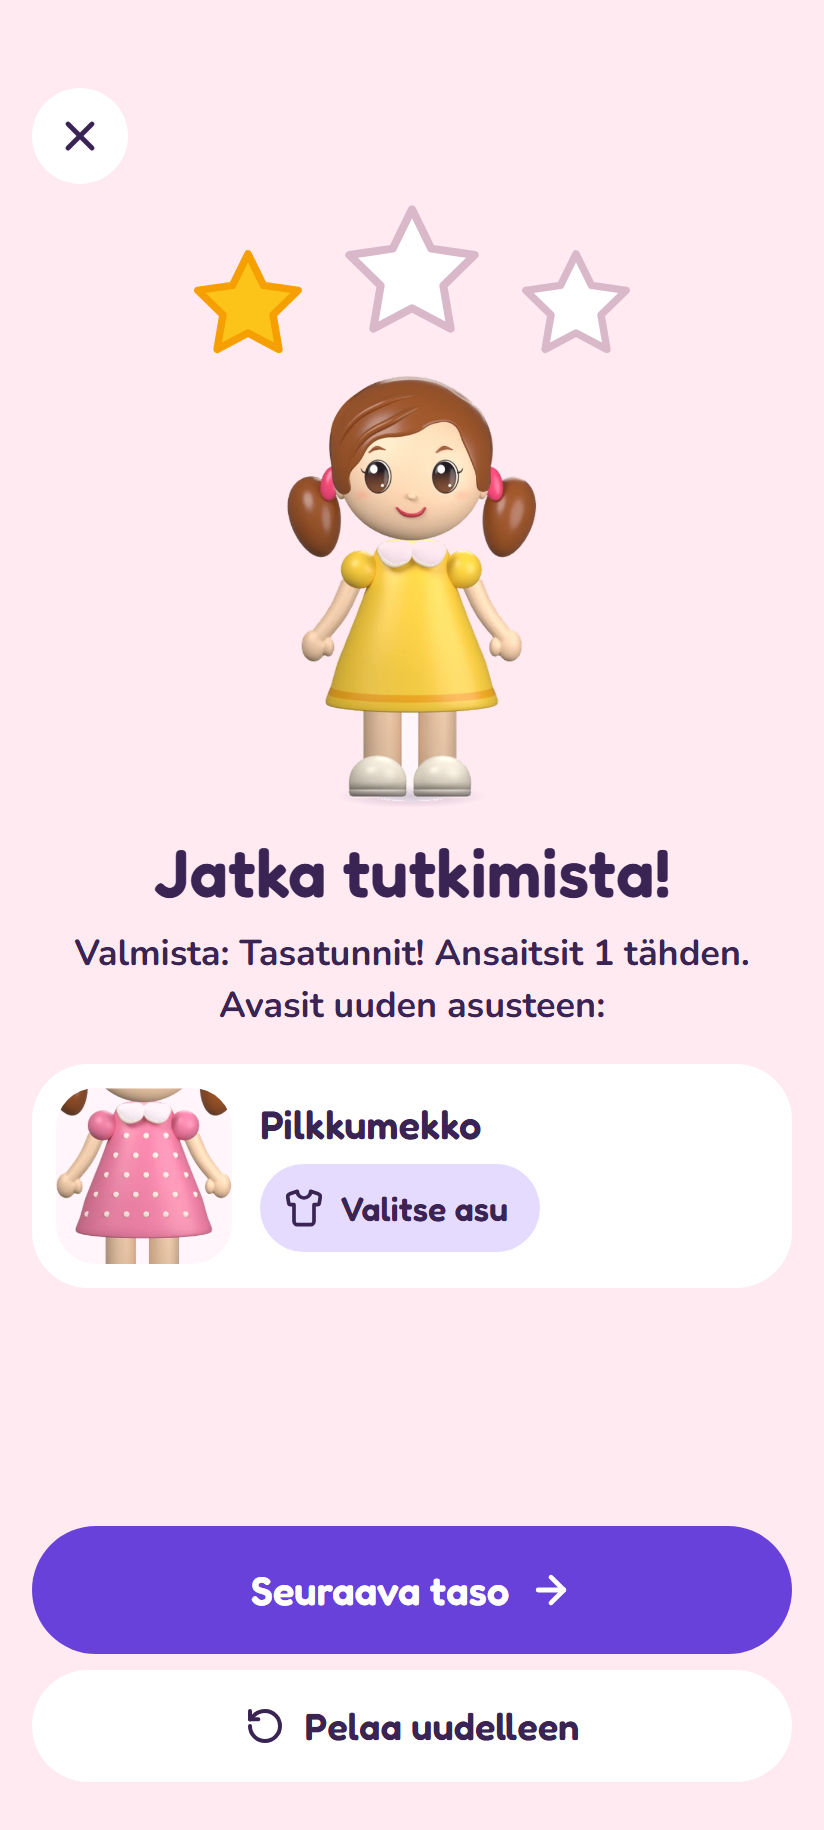 Jatka tutkimista!
Valmista: Tasatunnit! Ansaitsit 1 tähden.
Avasit uuden asusteen:
Pilkkumekko
Valitse asu
Seuraava taso
Pelaa uudelleen